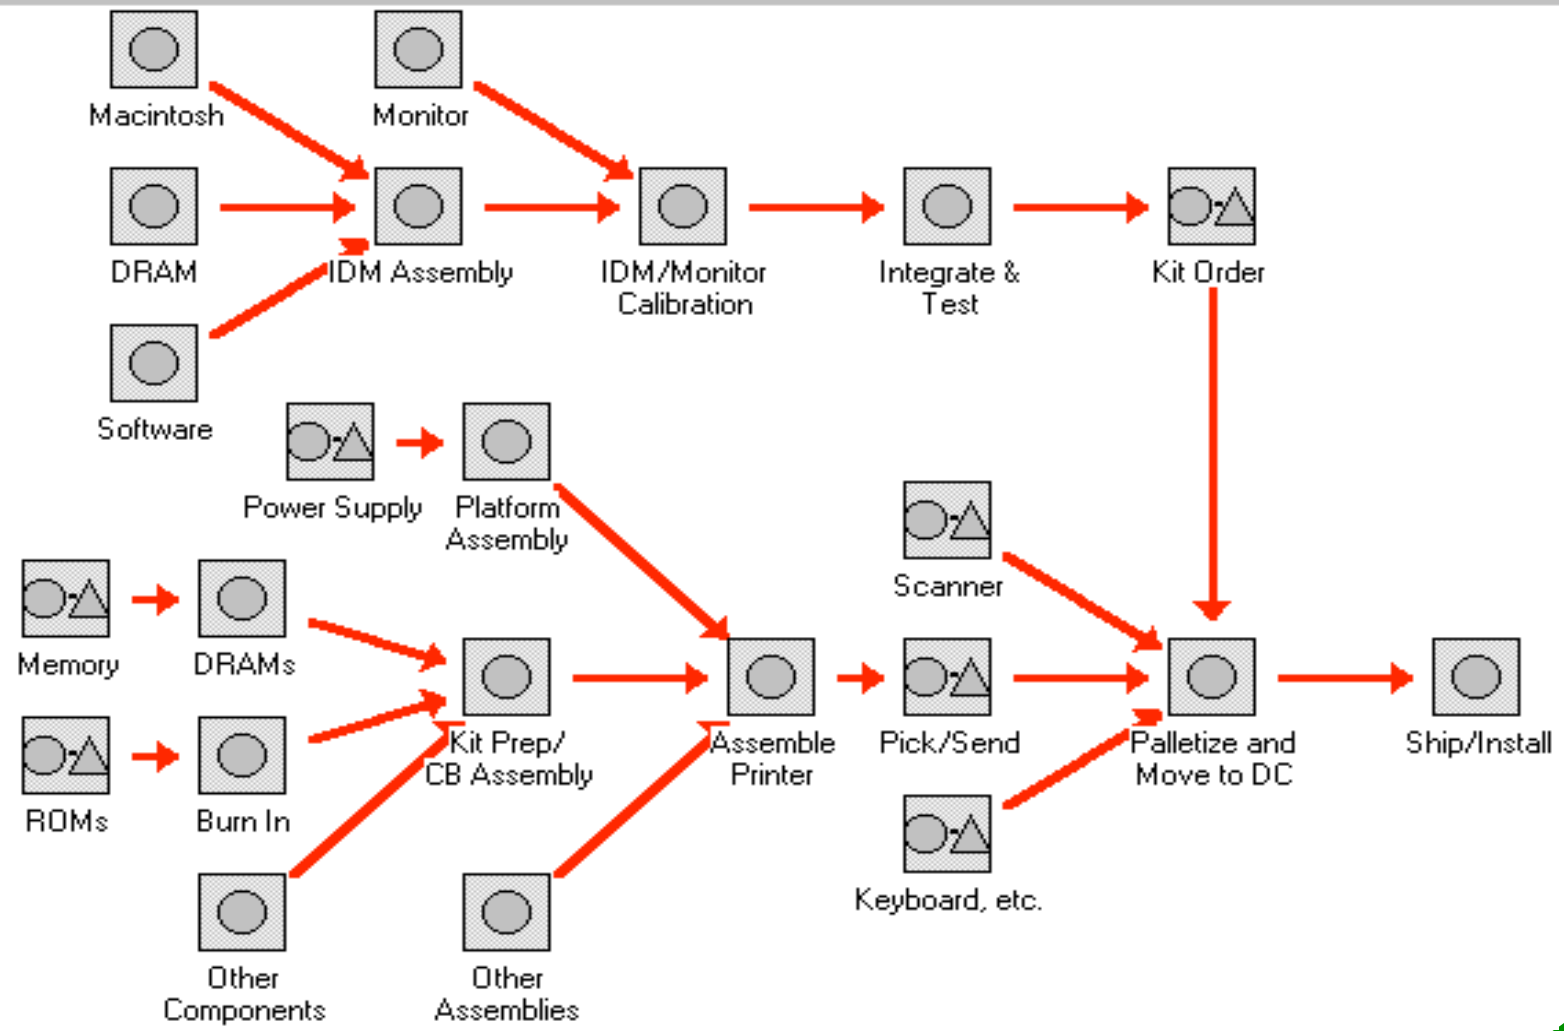 Macintosh
Monitor
DRAM
IDM Assembly
IDM/Monitor
Calibration
Integrate &
Test
Kit Order
Software
Power Supply
Platform
Assembly
Scanner
Memory
DRAMs
Kit Prep/
CB Assembly
Assemble
Printer
Pick/Send
Palletize and
Move to DC
Ship/Install
ROMs
Burn In
Keyboard, etc.
Other
Components
Other
Assemblies